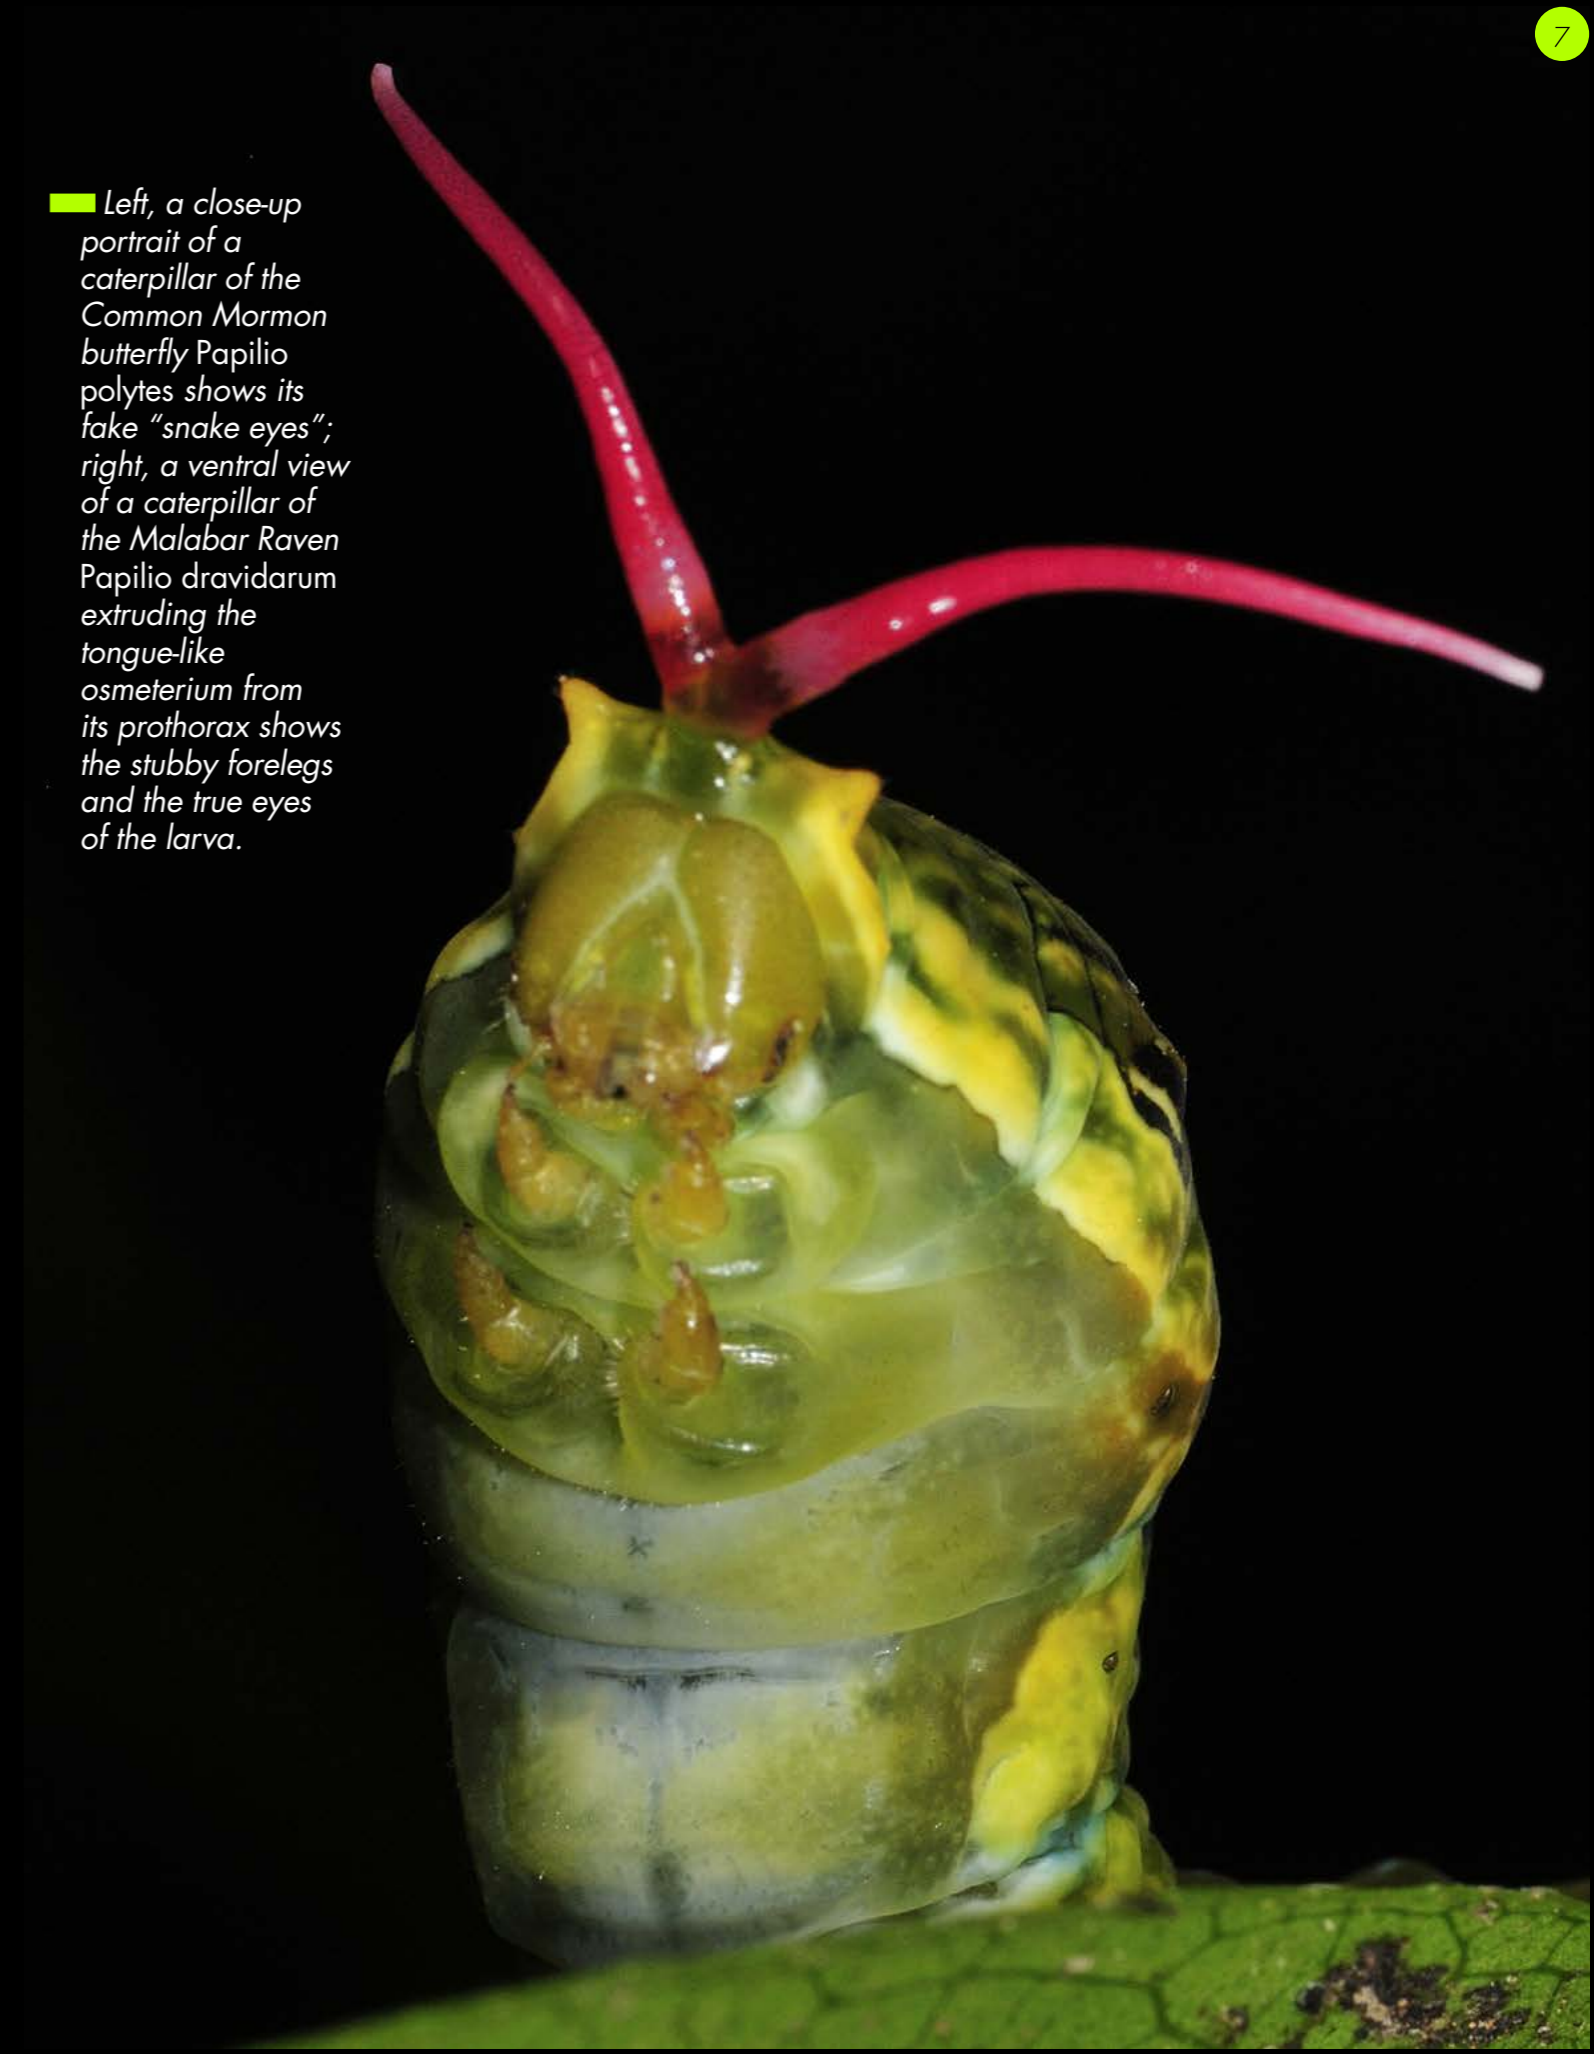 7
Left, a close-up
portrait of a
caterpillar of the
Common Mormon
butterfly Papilio
polytes shows its
fake “snake eyes”;
right, a ventral view
of a caterpillar of
the Malabar Raven
Papilio dravidarum
extruding the
tongue-like
osmeterium from
its prothorax shows
the stubby forelegs
and the true eyes
of the larva.